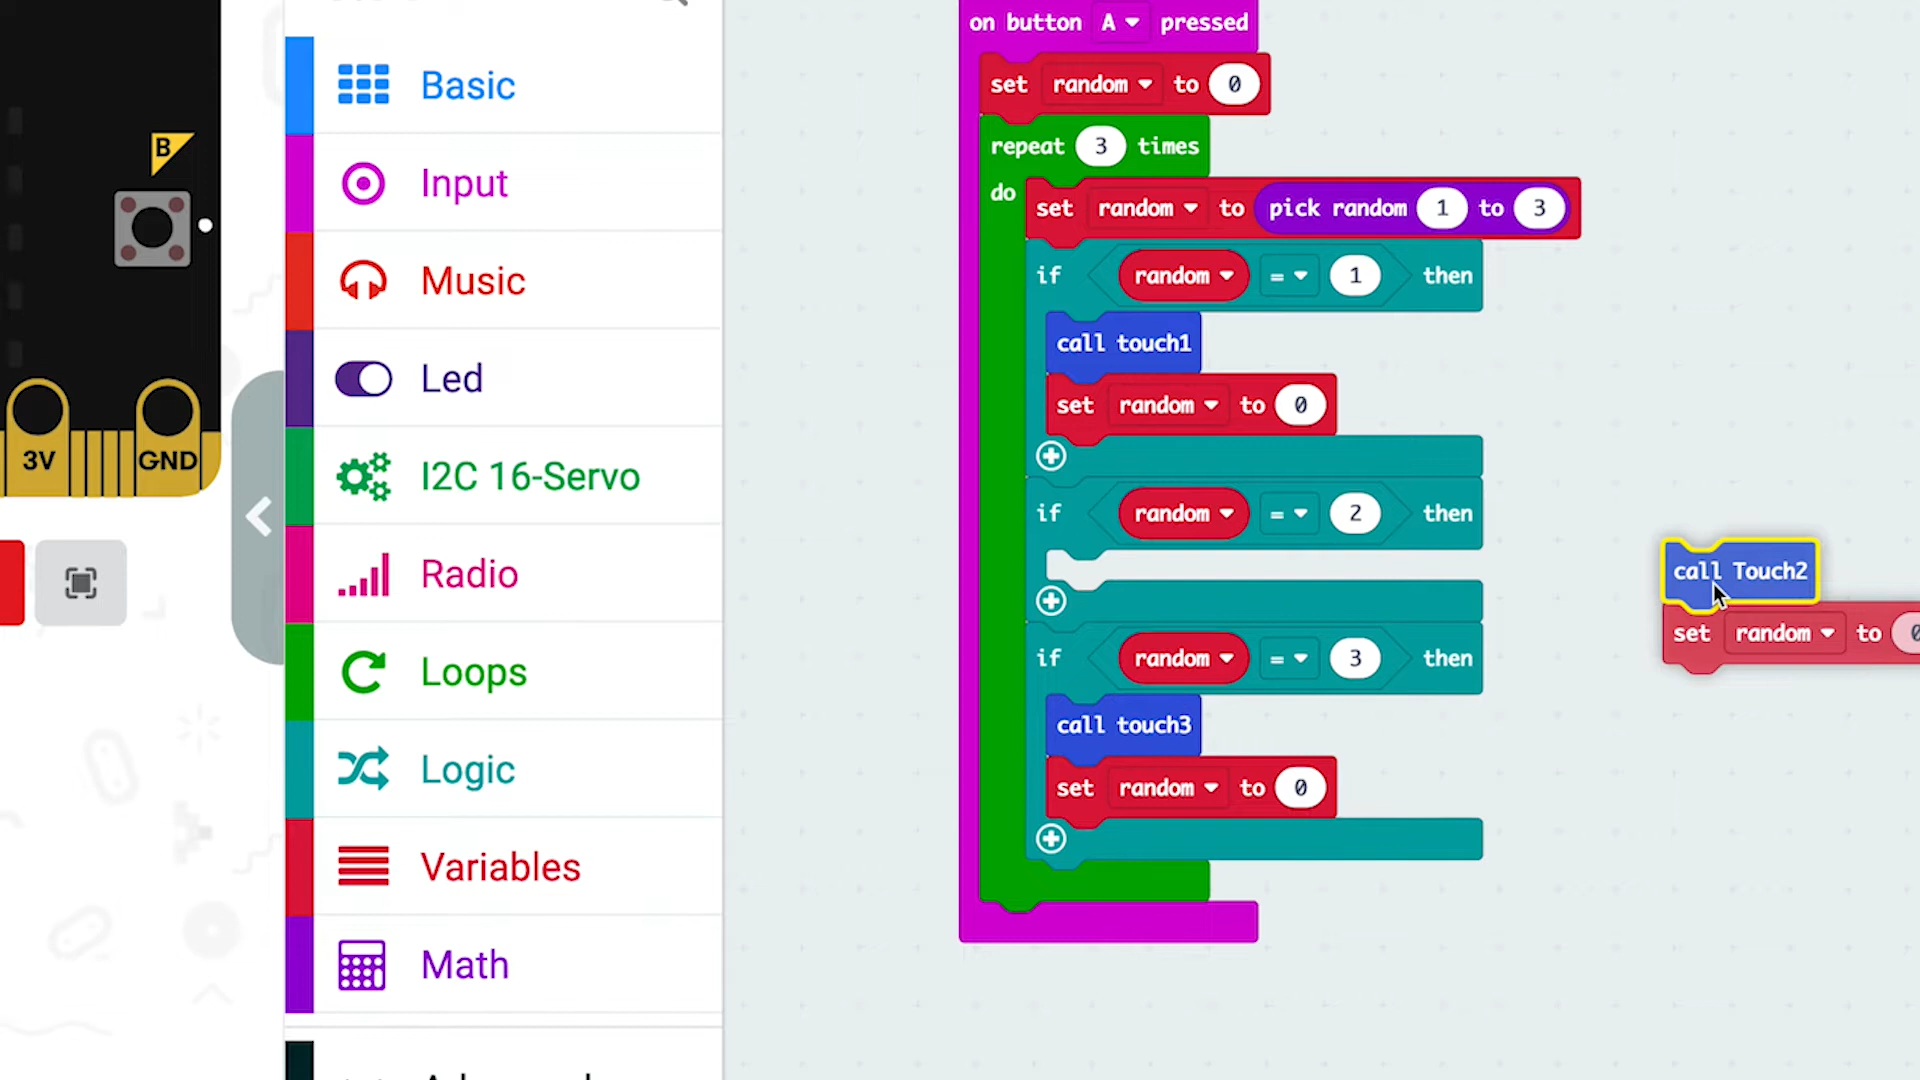 B
3V
GND
Basic
Input
Music
Led
I2C 16-Servo
Radio
Loops
Logic
Variables
Math
on button A pressed
set random to 0
repeat 3 times
do
set random to pick random 1 to 3
if random = 1 then
call touch1
set random to 0
if random = 2 then
if random = 3 then
call touch3
set random to 0
call Touch2
set random to 0